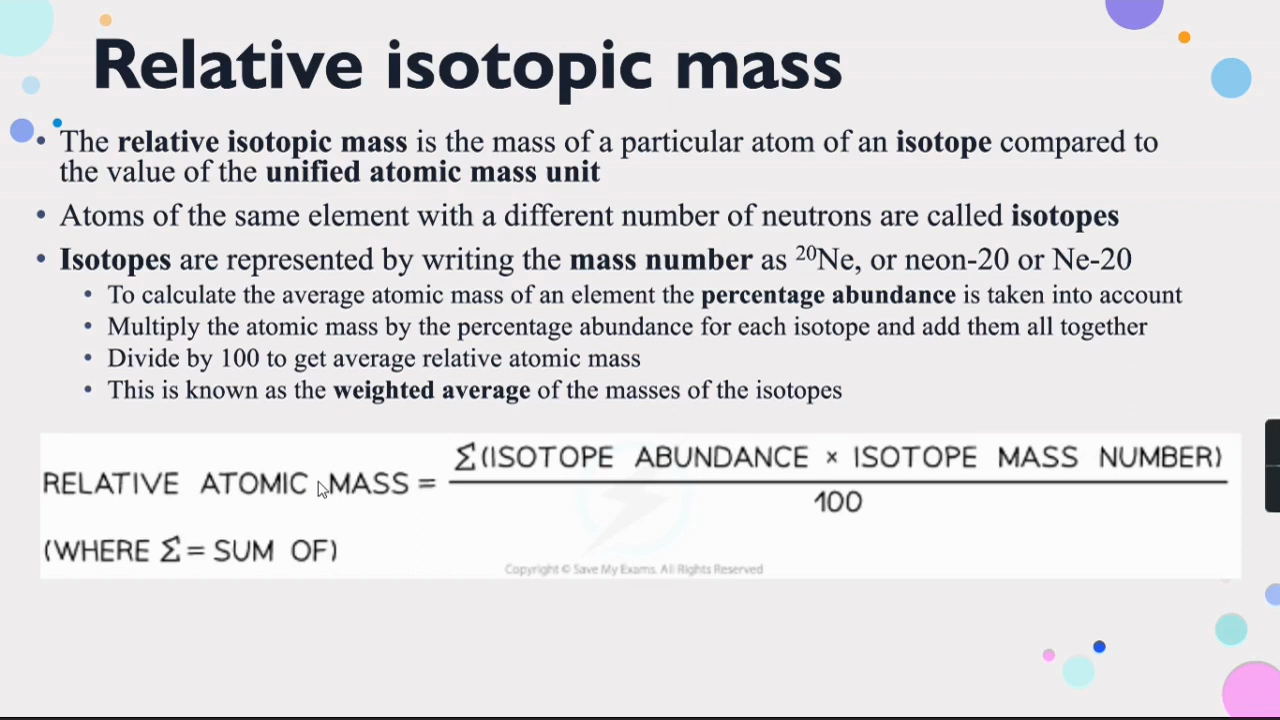 Relative isotopic mass
• The relative isotopic mass is the mass of a particular atom of an isotope compared to
the value of the unified atomic mass unit
• Atoms of the same element with a different number of neutrons are called isotopes
• Isotopes are represented by writing the mass number as ²⁰Ne, or neon-20 or Ne-20
• To calculate the average atomic mass of an element the percentage abundance is taken into account
• Multiply the atomic mass by the percentage abundance for each isotope and add them all together
• Divide by 100 to get average relative atomic mass
• This is known as the weighted average of the masses of the isotopes
Σ(ISOTOPE ABUNDANCE × ISOTOPE MASS NUMBER)
RELATIVE ATOMIC MASS =
100
(WHERE Σ = SUM OF)
Copyright © Save My Exams. All Rights Reserved